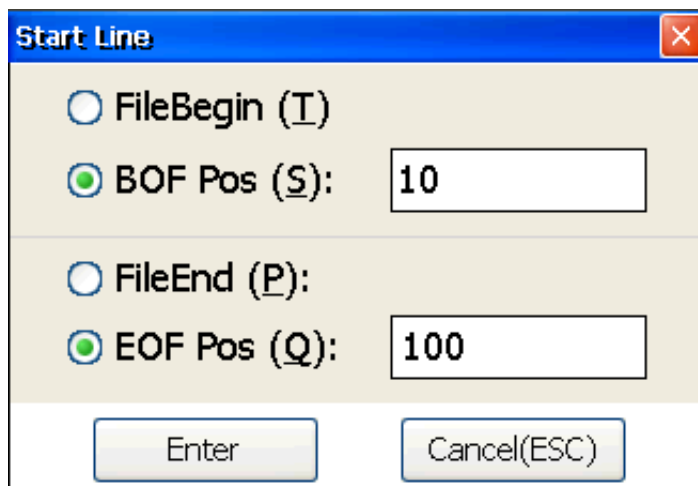 Start Line
FileBegin (T)
BOF Pos (S): 10
FileEnd (P):
EOF Pos (Q): 100
Enter Cancel(ESC)